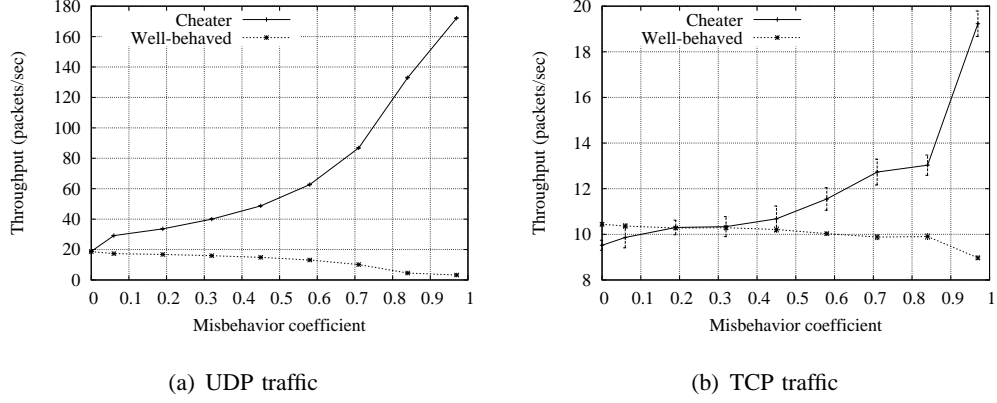 180
160
140
120
100
80
60
40
20
0
Throughput (packets/sec)
Cheater
Well-behaved
0 0.1 0.2 0.3 0.4 0.5 0.6 0.7 0.8 0.9 1
Misbehavior coefficient
(a) UDP traffic
20
18
16
14
12
10
8
Throughput (packets/sec)
Cheater
Well-behaved
0 0.1 0.2 0.3 0.4 0.5 0.6 0.7 0.8 0.9 1
Misbehavior coefficient
(b) TCP traffic